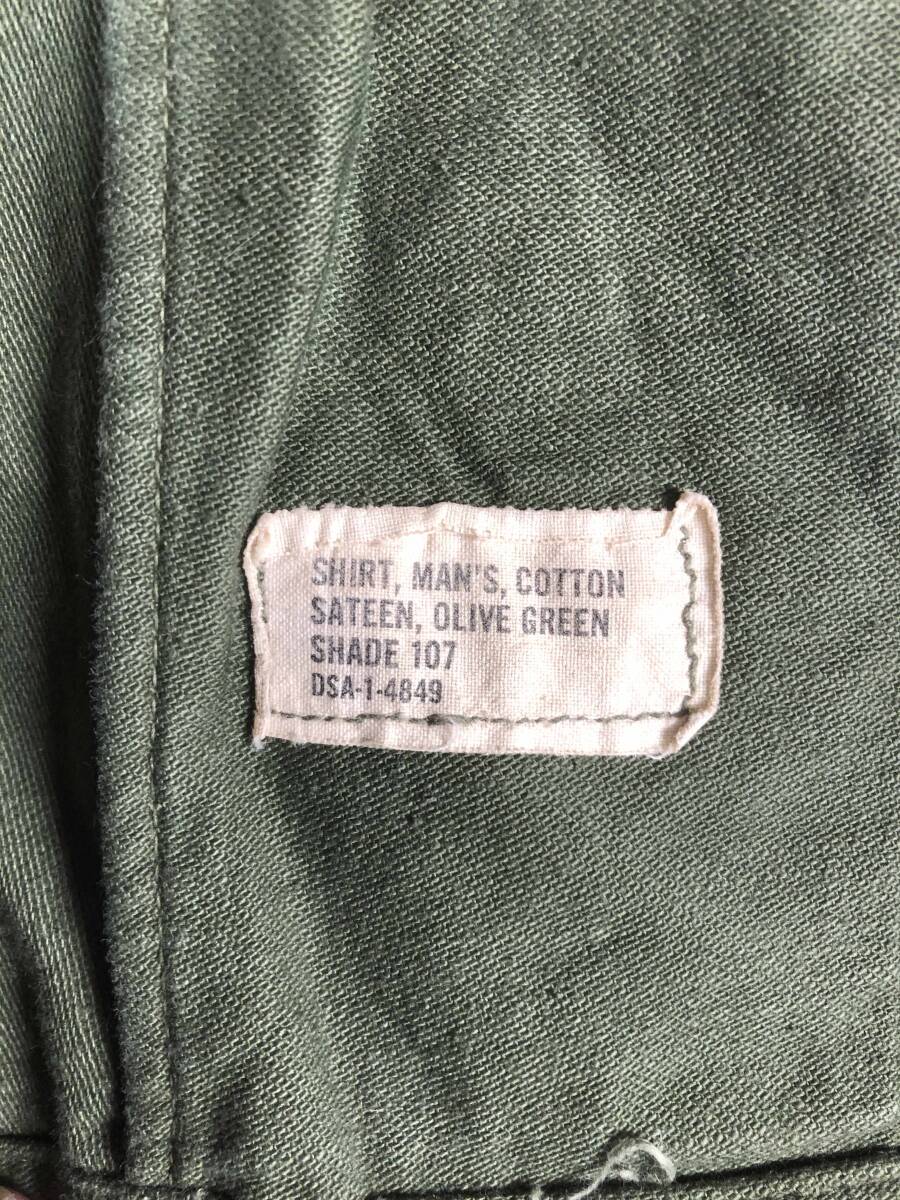 SHIRT, MAN'S, COTTON
SATEEN, OLIVE GREEN
SHADE 107
DSA-1-4849